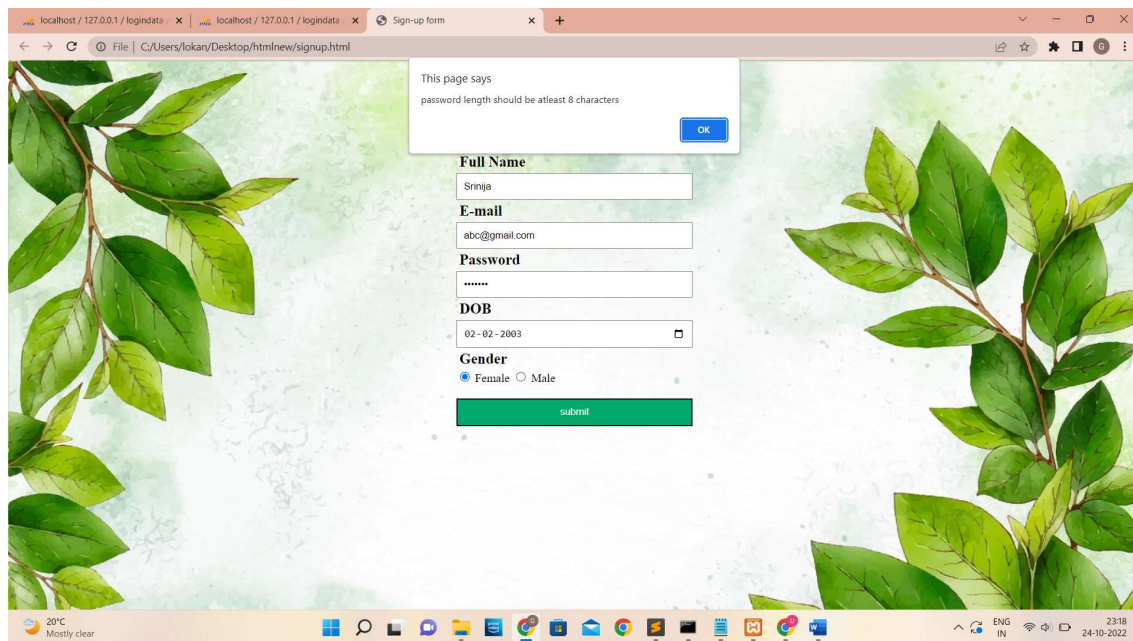 localhost / 127.0.0.1 / logindata /
localhost / 127.0.0.1 / logindata /
Sign-up form
File | C:/Users/lokan/Desktop/htmlnew/signup.html
G
This page says
password length should be atleast 8 characters
OK
Full Name
Srinija
E-mail
abc@gmail.com
Password
•••••••
DOB
02-02-2003
Gender
Female Male
submit
20°C
Mostly clear
ENG
IN
23:18
24-10-2022